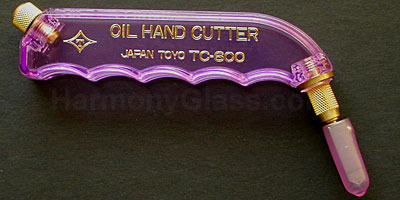 OIL HAND CUTTER
JAPAN TOYO TC-600
HarmonyGlass.com